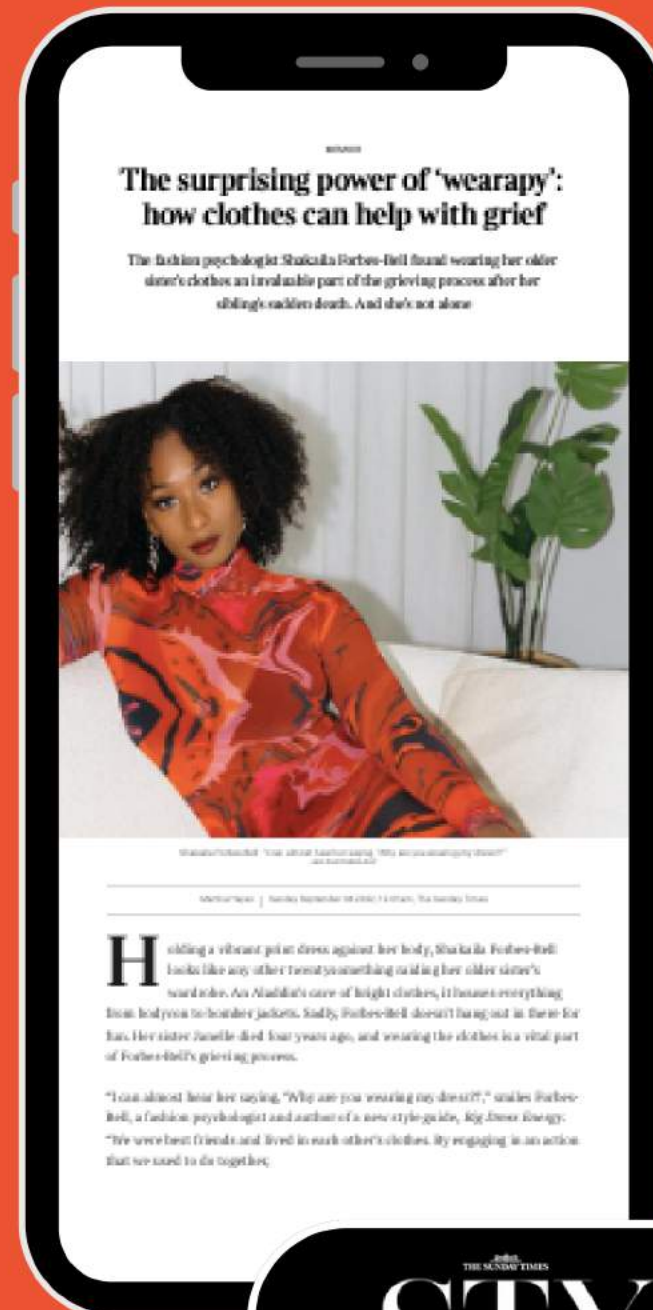 The surprising power of ‘wearapy’:
how clothes can help with grief
The fashion psychologist Shakaila Forbes-Bell found wearing her older
sister's clothes an invaluable part of the grieving process after her
sibling's sudden death. And she's not alone
Holding a vibrant print dress against her body, Shakaila Forbes-Bell
looks like any other twentysomething raiding her older sister's
wardrobe. An Aladdin's cave of bright clothes, it houses everything
from bodycon to bomber jackets. Sadly, Forbes-Bell doesn't hang out in there for
fun. Her sister Janelle died four years ago, and wearing the clothes is a vital part
of Forbes-Bell's grieving process.
“I can almost hear her saying, ‘Why are you wearing my dress?’,” smiles Forbes-
Bell, a fashion psychologist and author of a new style guide, Big Dress Energy.
“We were best friends and lived in each other's clothes. By engaging in an action
that we used to do together,
THE SUNDAY TIMES